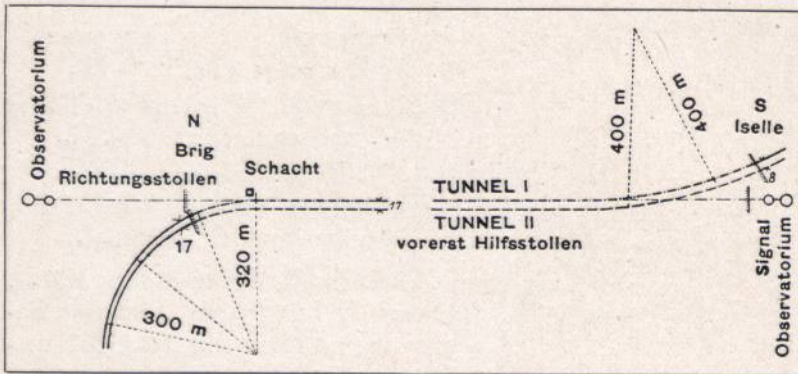 Observatorium
N
Brig
Richtungsstollen
Schacht
17
300 m
320 m
TUNNEL I
17
TUNNEL II
vorerst Hilfsstollen
400 m
400 m
S
Iselle
8
Signal
Observatorium